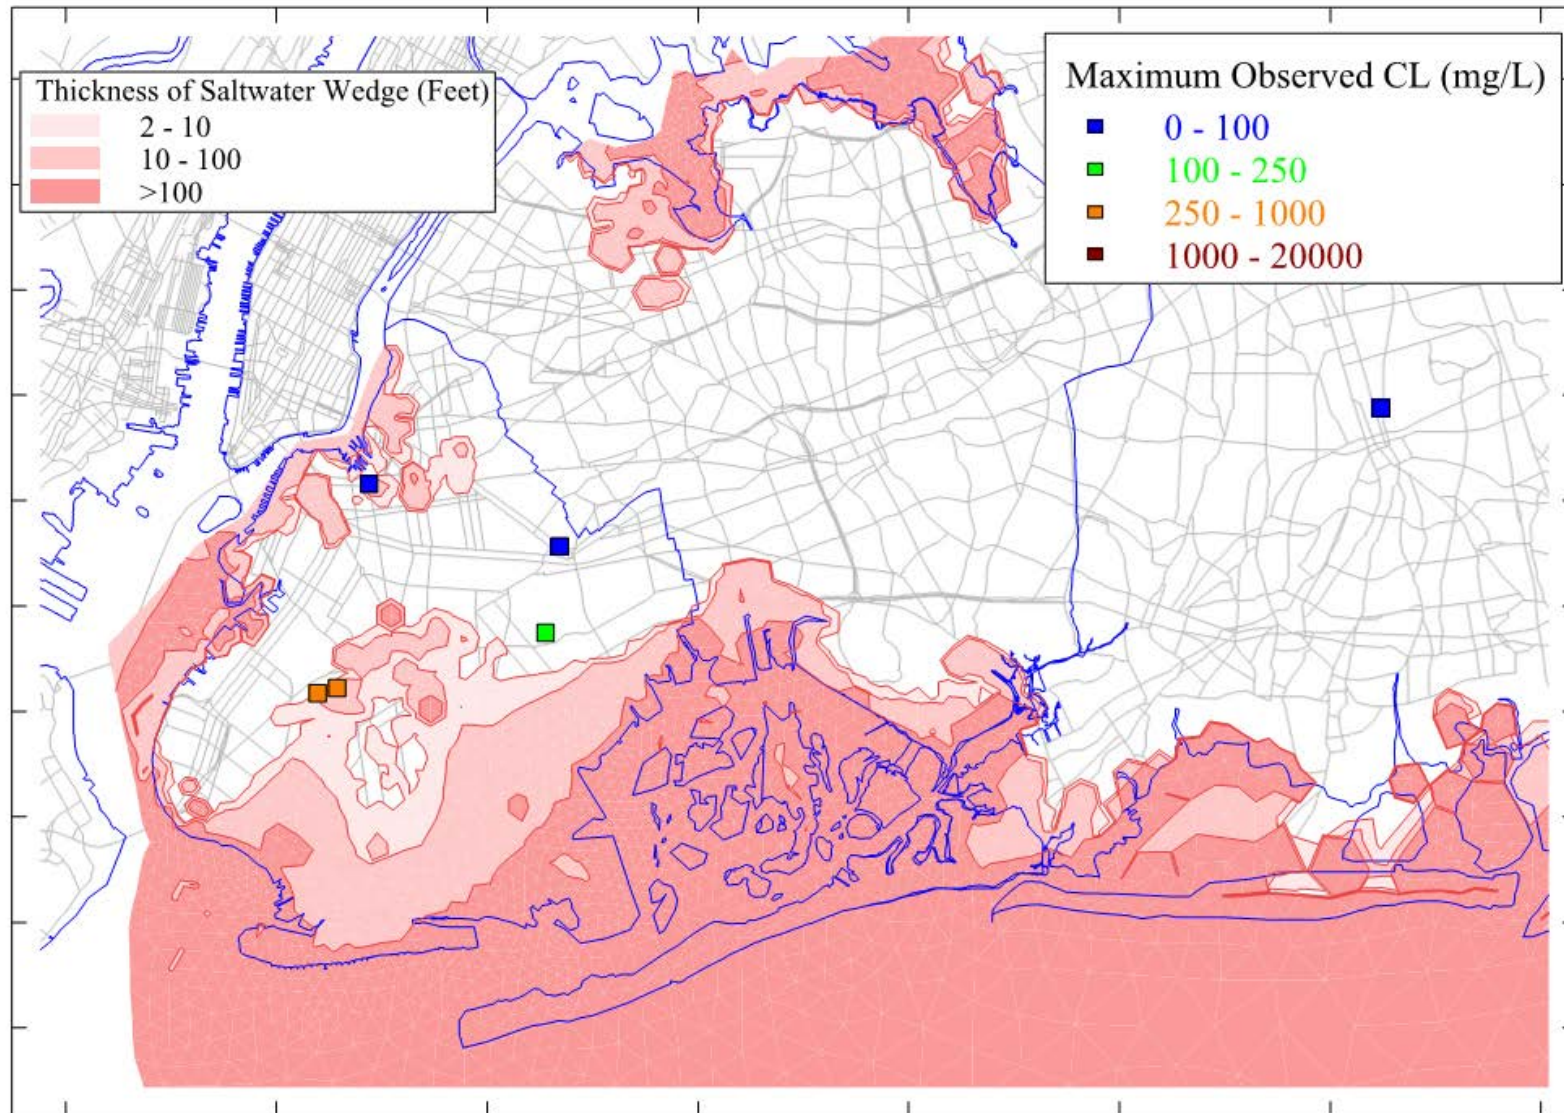 Thickness of Saltwater Wedge (Feet)
2 - 10
10 - 100
>100
Maximum Observed CL (mg/L)
0 - 100
100 - 250
250 - 1000
1000 - 20000